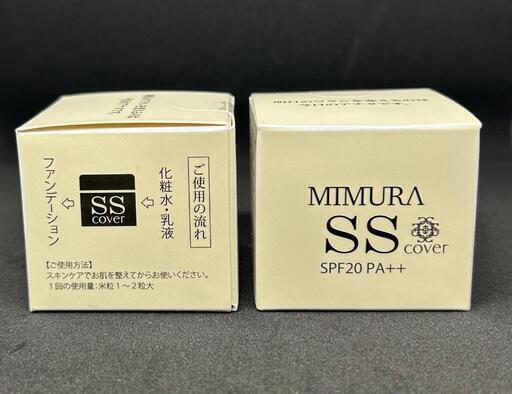 ご使用の流れ
化粧水・乳液
SS
cover
ファンデーション
【ご使用方法】
スキンケアでお肌を整えてからお使いください。
1回の使用量:米粒1～2粒大
MIMURA
SS
cover
SPF20 PA++